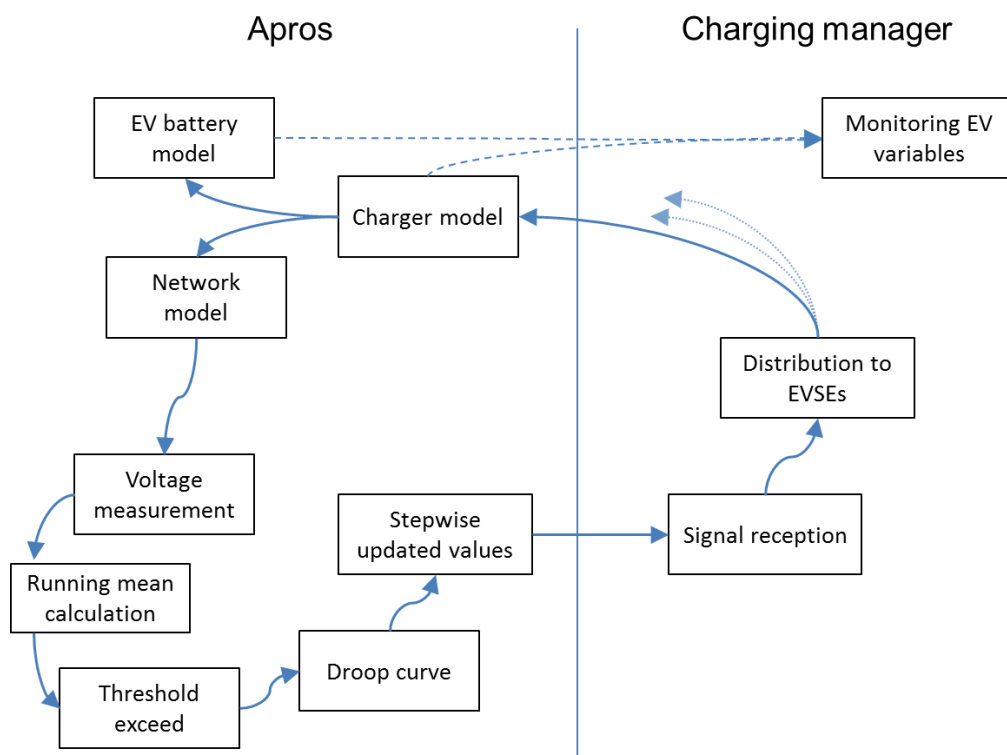 Apros
Charging manager
EV battery
model
Monitoring EV
variables
Charger model
Network
model
Distribution to
EVSEs
Voltage
measurement
Stepwise
updated values
Signal reception
Running mean
calculation
Droop curve
Threshold
exceed